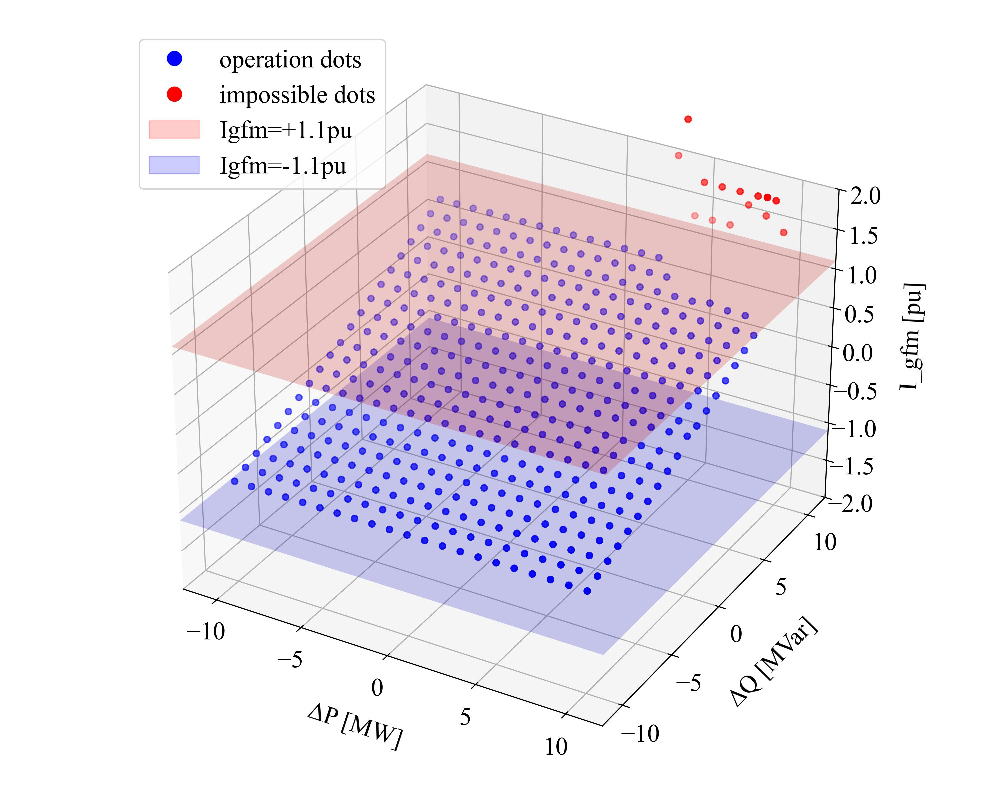 operation dots
impossible dots
Igfm=+1.1pu
Igfm=-1.1pu
2.0
1.5
1.0
0.5
0.0
−0.5
−1.0
−1.5
−2.0
I_gfm [pu]
10
5
0
−5
−10
ΔQ [MVar]
−10
−5
0
5
10
ΔP [MW]